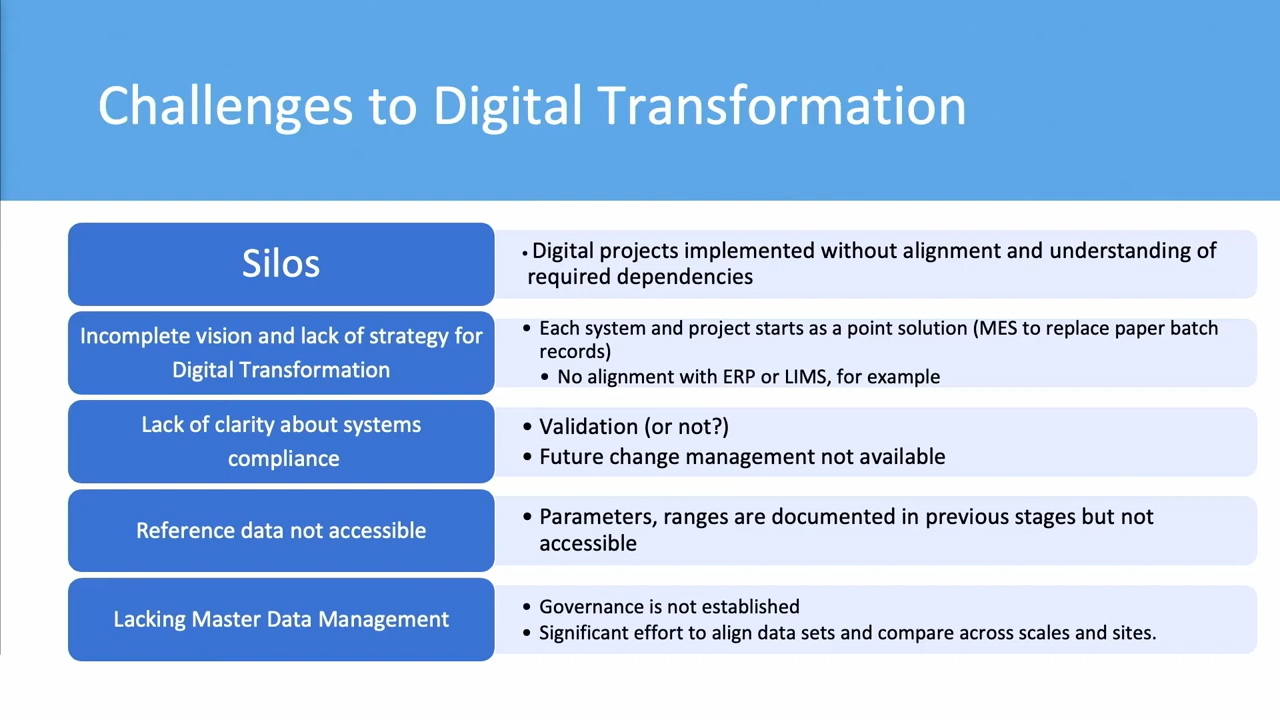 Challenges to Digital Transformation
Silos
• Digital projects implemented without alignment and understanding of
required dependencies
Incomplete vision and lack of strategy for
Digital Transformation
• Each system and project starts as a point solution (MES to replace paper batch
records)
• No alignment with ERP or LIMS, for example
Lack of clarity about systems
compliance
• Validation (or not?)
• Future change management not available
Reference data not accessible
• Parameters, ranges are documented in previous stages but not
accessible
Lacking Master Data Management
• Governance is not established
• Significant effort to align data sets and compare across scales and sites.